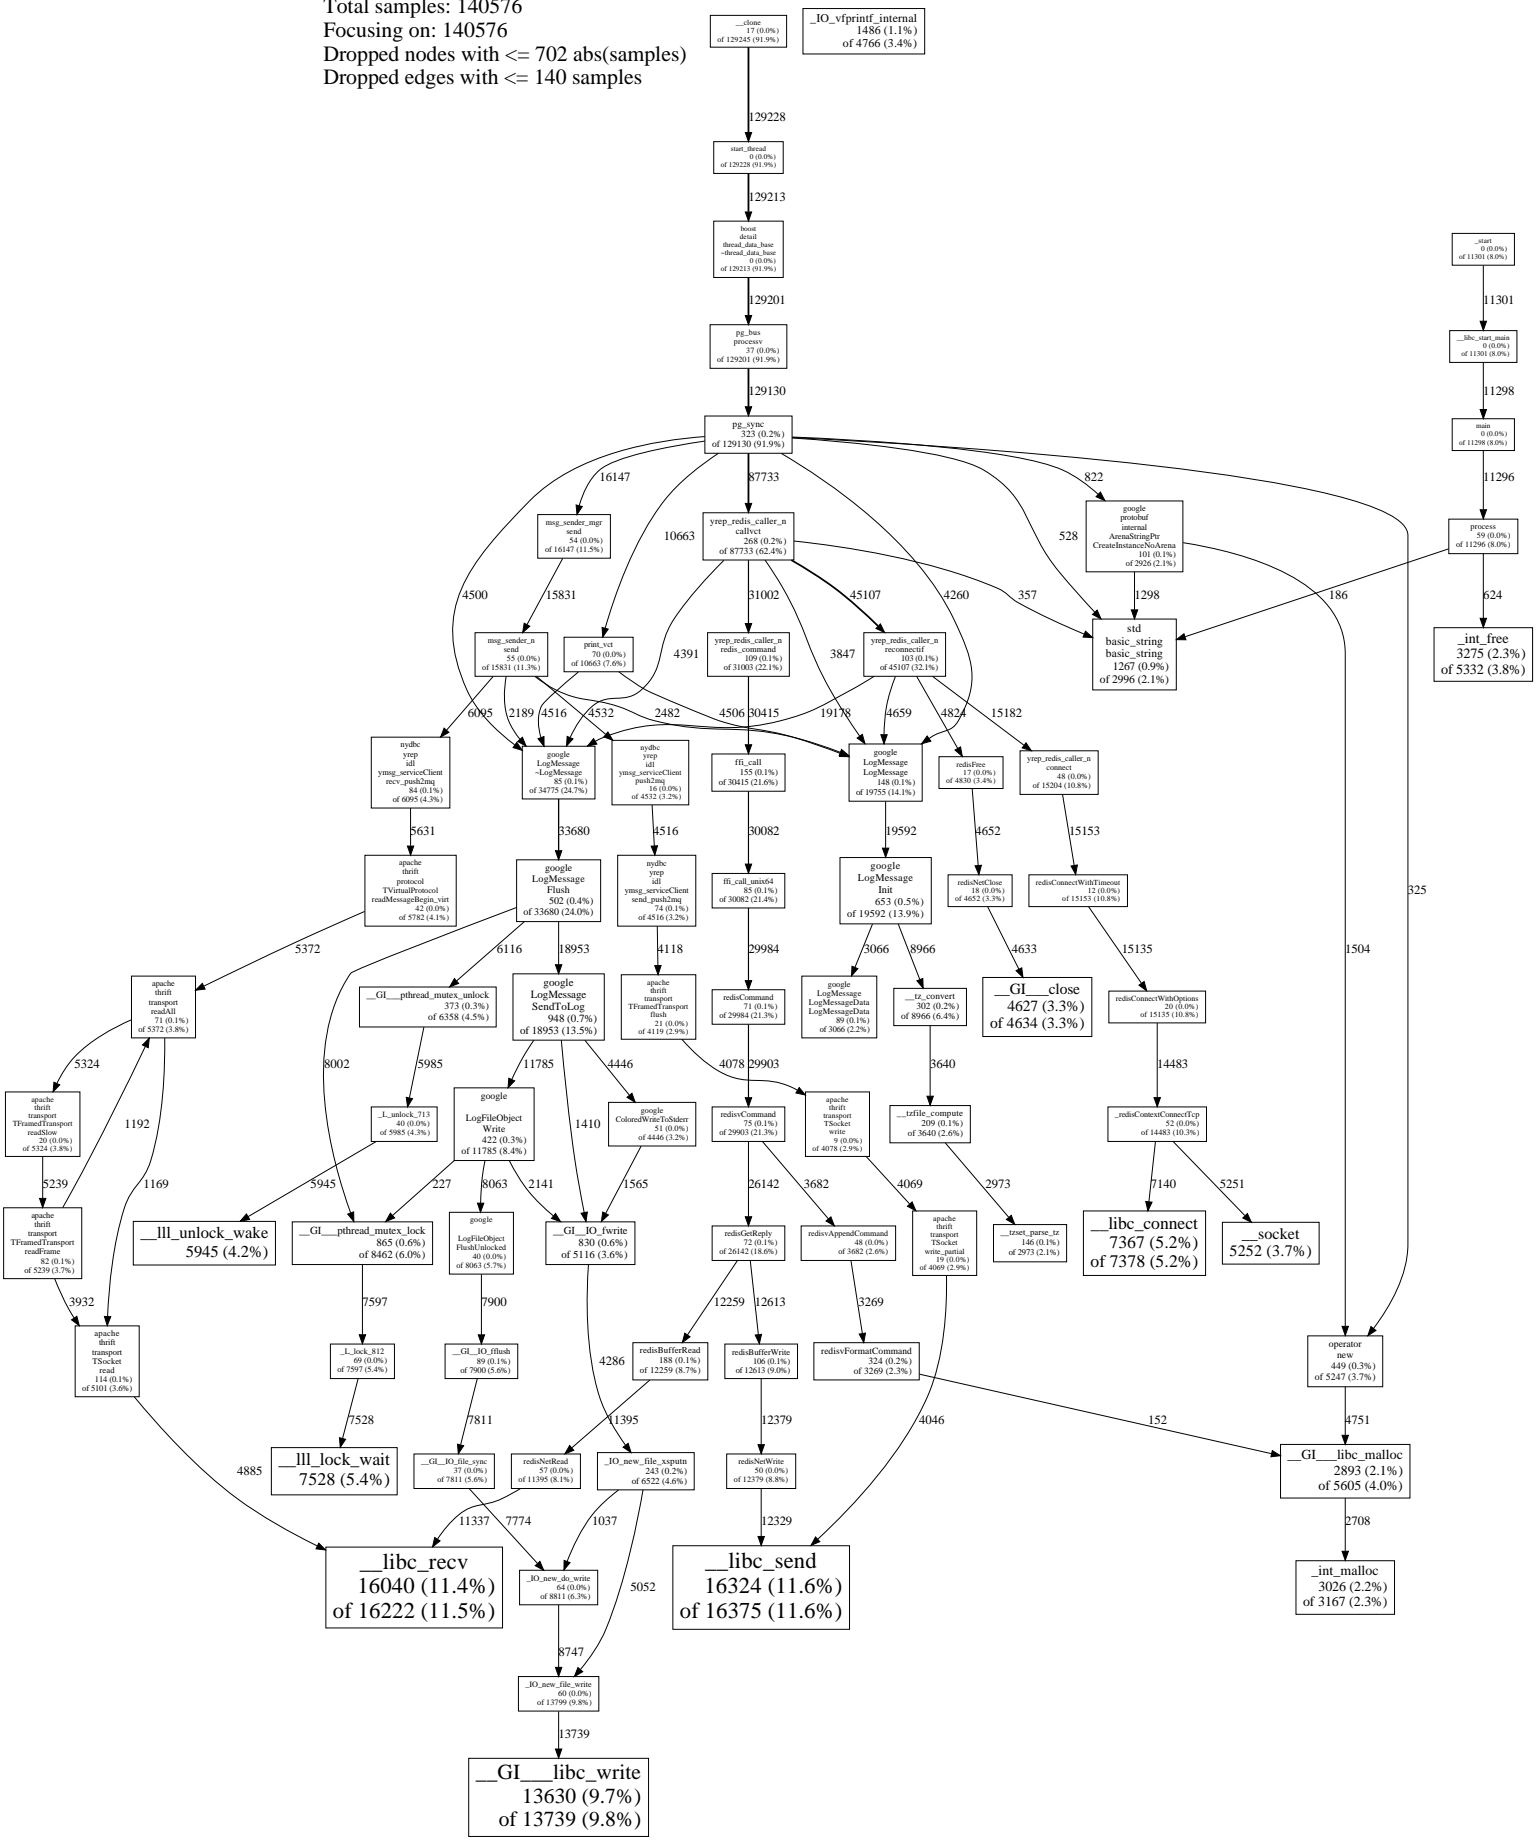 Total samples: 140576
Focusing on: 140576
Dropped nodes with <= 702 abs(samples)
Dropped edges with <= 140 samples
__clone
17 (0.0%)
of 129245 (91.9%)
_IO_vfprintf_internal
1486 (1.1%)
of 4766 (3.4%)
129228
start_thread
0 (0.0%)
of 129228 (91.9%)
129213
boost
detail
thread_data_base
~thread_data_base
0 (0.0%)
of 129213 (91.9%)
_start
0 (0.0%)
of 11301 (8.0%)
129201
11301
pg_bus
processv
37 (0.0%)
of 129201 (91.9%)
__libc_start_main
0 (0.0%)
of 11301 (8.0%)
129130
11298
pg_sync
323 (0.2%)
of 129130 (91.9%)
main
0 (0.0%)
of 11298 (8.0%)
16147
87733
822
11296
msg_sender_mgr
send
54 (0.0%)
of 16147 (11.5%)
10663
yrep_redis_caller_n
callvct
268 (0.2%)
of 87733 (62.4%)
528
google
protobuf
internal
ArenaStringPtr
CreateInstanceNoArena
101 (0.1%)
of 2926 (2.1%)
process
59 (0.0%)
of 11296 (8.0%)
4500
15831
31002
45107
4260
357
1298
186
624
msg_sender_n
send
55 (0.0%)
of 15831 (11.3%)
print_vct
70 (0.0%)
of 10663 (7.6%)
4391
yrep_redis_caller_n
redis_command
109 (0.1%)
of 31003 (22.1%)
3847
yrep_redis_caller_n
reconnectif
103 (0.1%)
of 45107 (32.1%)
std
basic_string
basic_string
1267 (0.9%)
of 2996 (2.1%)
_int_free
3275 (2.3%)
of 5332 (3.8%)
6095
2189
4516
4532
2482
4506
30415
19178
4659
4824
15182
nydbc
yrep
idl
ymsg_serviceClient
recv_push2mq
84 (0.1%)
of 6095 (4.3%)
google
LogMessage
~LogMessage
85 (0.1%)
of 34775 (24.7%)
nydbc
yrep
idl
ymsg_serviceClient
push2mq
16 (0.0%)
of 4532 (3.2%)
ffi_call
155 (0.1%)
of 30415 (21.6%)
google
LogMessage
LogMessage
148 (0.1%)
of 19755 (14.1%)
redisFree
17 (0.0%)
of 4830 (3.4%)
yrep_redis_caller_n
connect
48 (0.0%)
of 15204 (10.8%)
5631
33680
4516
30082
19592
4652
15153
apache
thrift
protocol
TVirtualProtocol
readMessageBegin_virt
42 (0.0%)
of 5782 (4.1%)
google
LogMessage
Flush
502 (0.4%)
of 33680 (24.0%)
nydbc
yrep
idl
ymsg_serviceClient
send_push2mq
74 (0.1%)
of 4516 (3.2%)
ffi_call_unix64
85 (0.1%)
of 30082 (21.4%)
google
LogMessage
Init
653 (0.5%)
of 19592 (13.9%)
redisNetClose
18 (0.0%)
of 4652 (3.3%)
redisConnectWithTimeout
12 (0.0%)
of 15153 (10.8%)
325
5372
6116
18953
4118
29984
3066
8966
4633
15135
1504
apache
thrift
transport
readAll
71 (0.1%)
of 5372 (3.8%)
__GI___pthread_mutex_unlock
373 (0.3%)
of 6358 (4.5%)
google
LogMessage
SendToLog
948 (0.7%)
of 18953 (13.5%)
apache
thrift
transport
TFramedTransport
flush
21 (0.0%)
of 4119 (2.9%)
redisCommand
71 (0.1%)
of 29984 (21.3%)
google
LogMessage
LogMessageData
LogMessageData
89 (0.1%)
of 3066 (2.2%)
__tz_convert
302 (0.2%)
of 8966 (6.4%)
__GI___close
4627 (3.3%)
of 4634 (3.3%)
redisConnectWithOptions
20 (0.0%)
of 15135 (10.8%)
5324
8002
5985
11785
4446
4078
29903
3640
14483
apache
thrift
transport
TFramedTransport
readSlow
20 (0.0%)
of 5324 (3.8%)
1192
_L_unlock_713
40 (0.0%)
of 5985 (4.3%)
google
LogFileObject
Write
422 (0.3%)
of 11785 (8.4%)
1410
google
ColoredWriteToStderr
51 (0.0%)
of 4446 (3.2%)
redisvCommand
75 (0.1%)
of 29903 (21.3%)
apache
thrift
transport
TSocket
write
9 (0.0%)
of 4078 (2.9%)
__tzfile_compute
209 (0.1%)
of 3640 (2.6%)
_redisContextConnectTcp
52 (0.0%)
of 14483 (10.3%)
5239
1169
5945
227
8063
2141
1565
26142
3682
4069
2973
7140
5251
apache
thrift
transport
TFramedTransport
readFrame
82 (0.1%)
of 5239 (3.7%)
__lll_unlock_wake
5945 (4.2%)
__GI___pthread_mutex_lock
865 (0.6%)
of 8462 (6.0%)
google
LogFileObject
FlushUnlocked
40 (0.0%)
of 8063 (5.7%)
__GI__IO_fwrite
830 (0.6%)
of 5116 (3.6%)
redisGetReply
72 (0.1%)
of 26142 (18.6%)
redisvAppendCommand
48 (0.0%)
of 3682 (2.6%)
apache
thrift
transport
TSocket
write_partial
19 (0.0%)
of 4069 (2.9%)
__tzset_parse_tz
146 (0.1%)
of 2973 (2.1%)
__libc_connect
7367 (5.2%)
of 7378 (5.2%)
__socket
5252 (3.7%)
3932
7597
7900
12259
12613
3269
apache
thrift
transport
TSocket
read
114 (0.1%)
of 5101 (3.6%)
_L_lock_812
69 (0.0%)
of 7597 (5.4%)
__GI__IO_fflush
89 (0.1%)
of 7900 (5.6%)
4286
redisBufferRead
188 (0.1%)
of 12259 (8.7%)
redisBufferWrite
106 (0.1%)
of 12613 (9.0%)
redisvFormatCommand
324 (0.2%)
of 3269 (2.3%)
operator
new
449 (0.3%)
of 5247 (3.7%)
7528
7811
11395
12379
4046
152
4751
4885
__lll_lock_wait
7528 (5.4%)
__GI__IO_file_sync
37 (0.0%)
of 7811 (5.6%)
redisNetRead
57 (0.0%)
of 11395 (8.1%)
_IO_new_file_xsputn
243 (0.2%)
of 6522 (4.6%)
redisNetWrite
50 (0.0%)
of 12379 (8.8%)
__GI___libc_malloc
2893 (2.1%)
of 5605 (4.0%)
11337
7774
1037
12329
2708
__libc_recv
16040 (11.4%)
of 16222 (11.5%)
_IO_new_do_write
64 (0.0%)
of 8811 (6.3%)
5052
__libc_send
16324 (11.6%)
of 16375 (11.6%)
_int_malloc
3026 (2.2%)
of 3167 (2.3%)
8747
_IO_new_file_write
60 (0.0%)
of 13799 (9.8%)
13739
__GI___libc_write
13630 (9.7%)
of 13739 (9.8%)